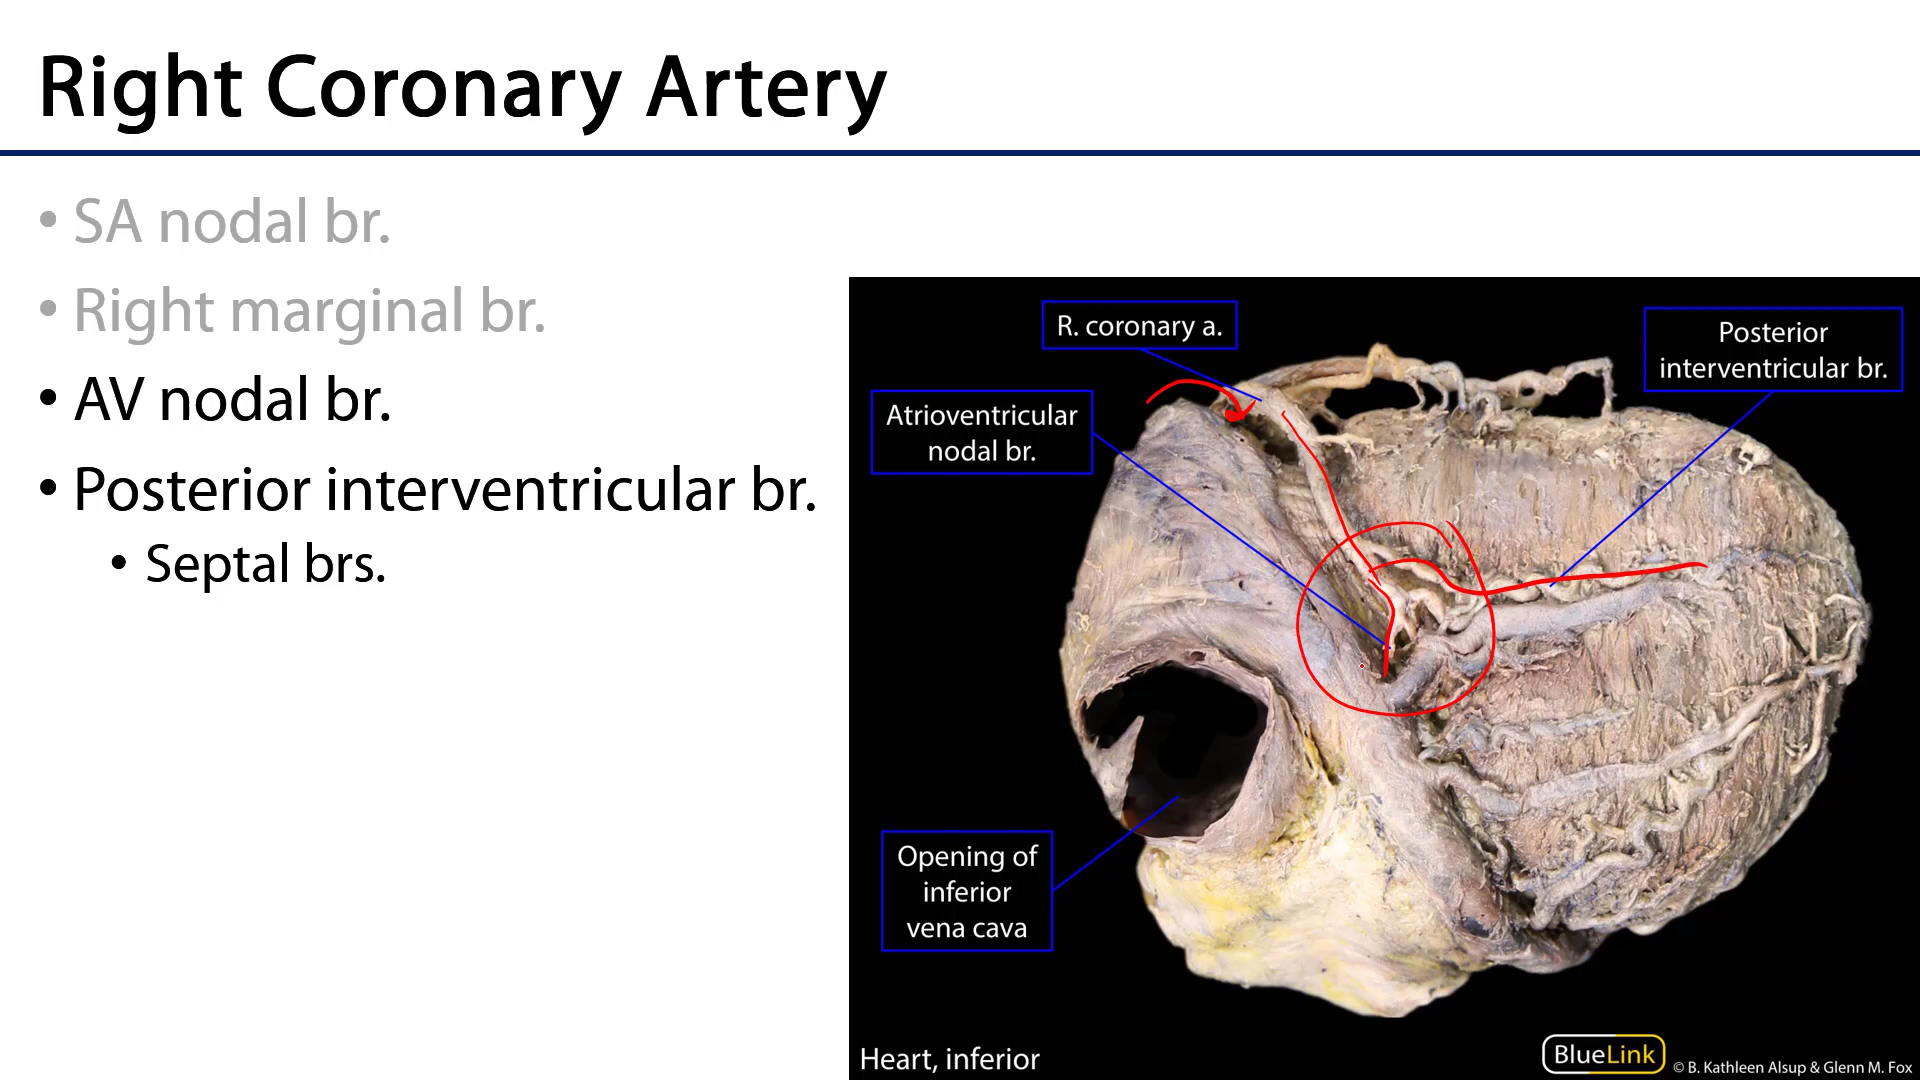 Right Coronary Artery
• SA nodal br.
• Right marginal br.
• AV nodal br.
• Posterior interventricular br.
• Septal brs.
R. coronary a.
Posterior
interventricular br.
Atrioventricular
nodal br.
Opening of
inferior
vena cava
Heart, inferior
BlueLink
© B. Kathleen Alsup & Glenn M. Fox